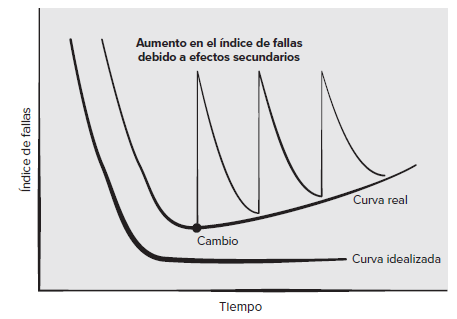 Aumento en el índice de fallas
debido a efectos secundarios
Índice de fallas
Curva real
Cambio
Curva idealizada
TIempo